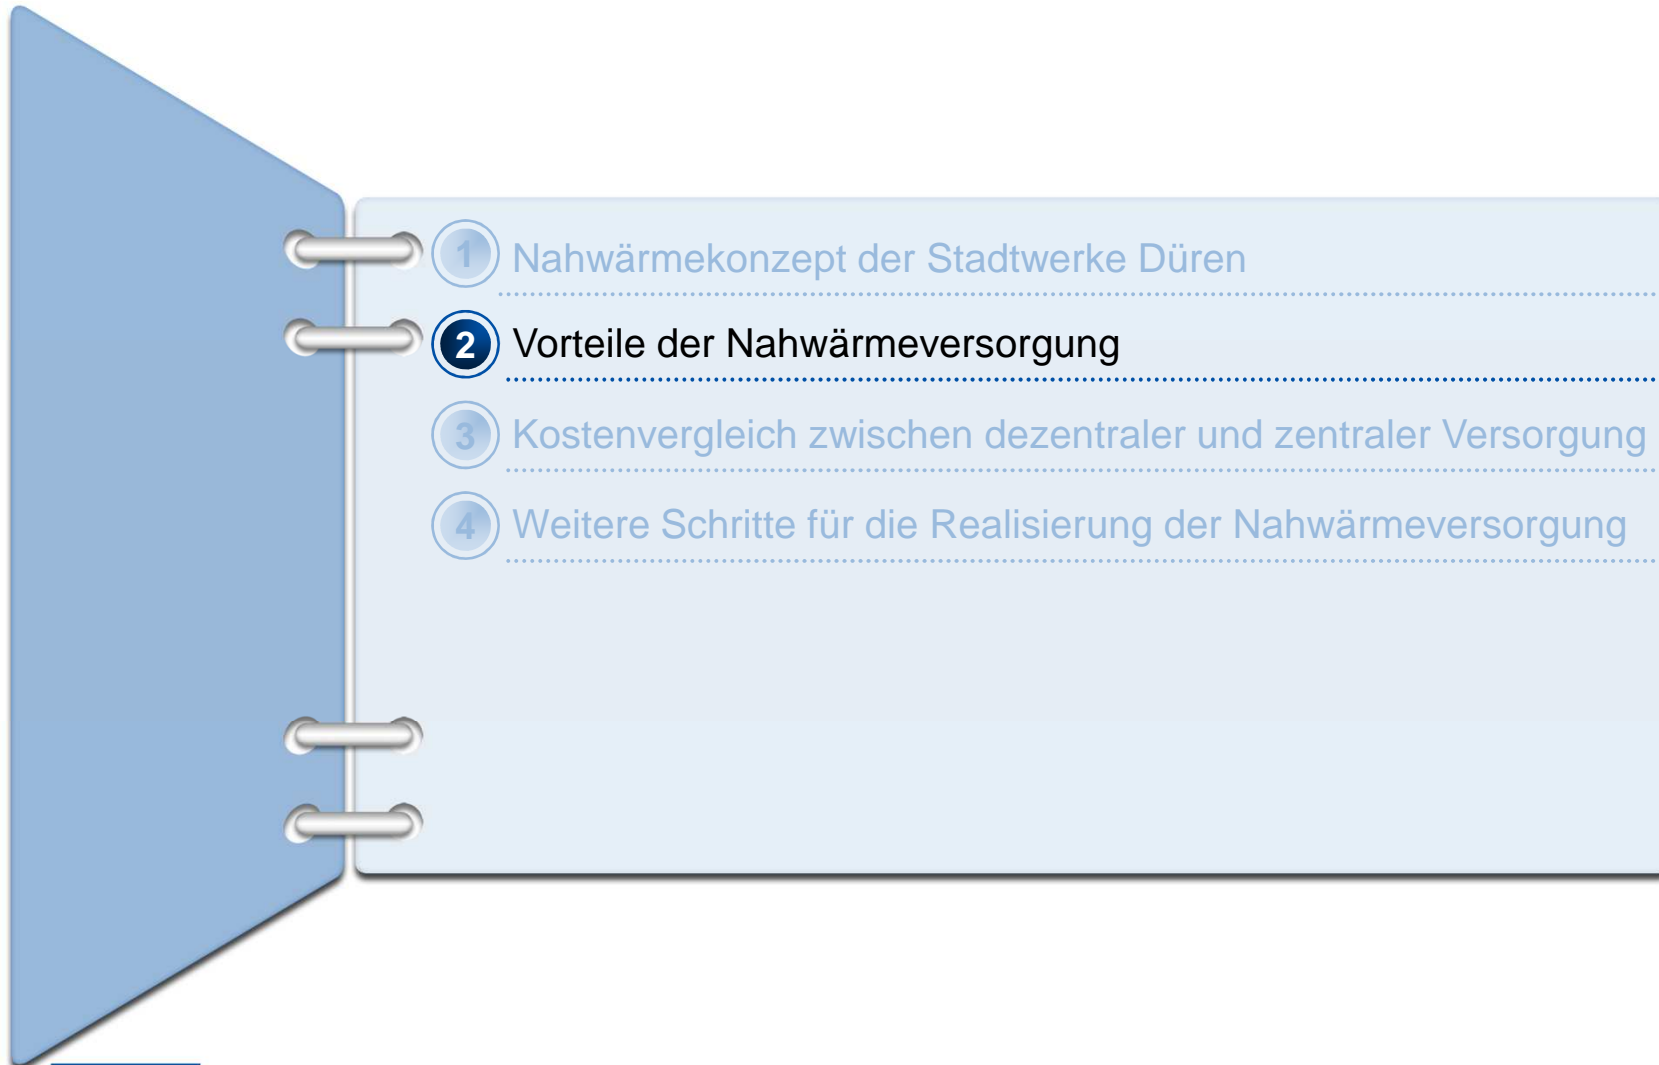 1 Nahwärmekonzept der Stadtwerke Düren
2 Vorteile der Nahwärmeversorgung
3 Kostenvergleich zwischen dezentraler und zentraler Versorgung
4 Weitere Schritte für die Realisierung der Nahwärmeversorgung